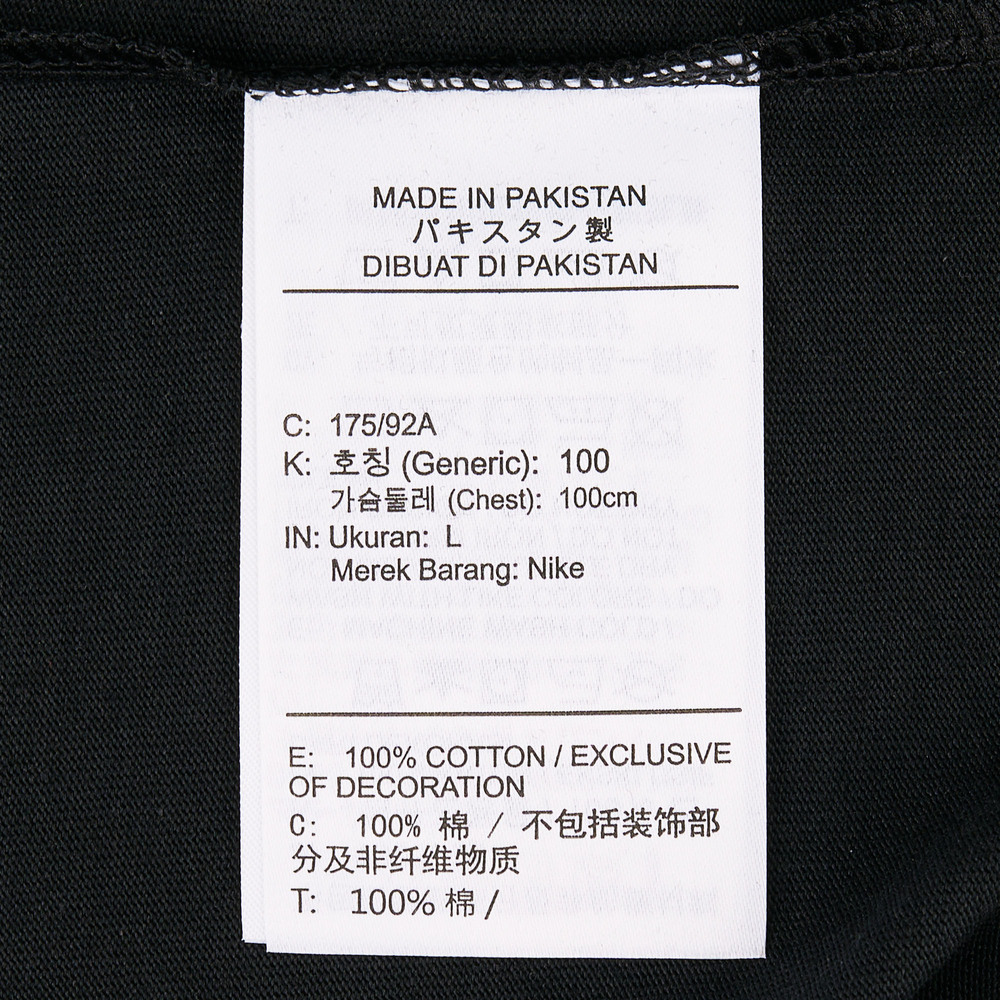 MADE IN PAKISTAN
パキスタン製
DIBUAT DI PAKISTAN
C: 175/92A
K: 호칭 (Generic): 100
가슴둘레 (Chest): 100cm
IN: Ukuran: L
Merek Barang: Nike
E: 100% COTTON / EXCLUSIVE
OF DECORATION
C: 100% 棉 / 不包括装饰部
分及非纤维物质
T: 100% 棉 /